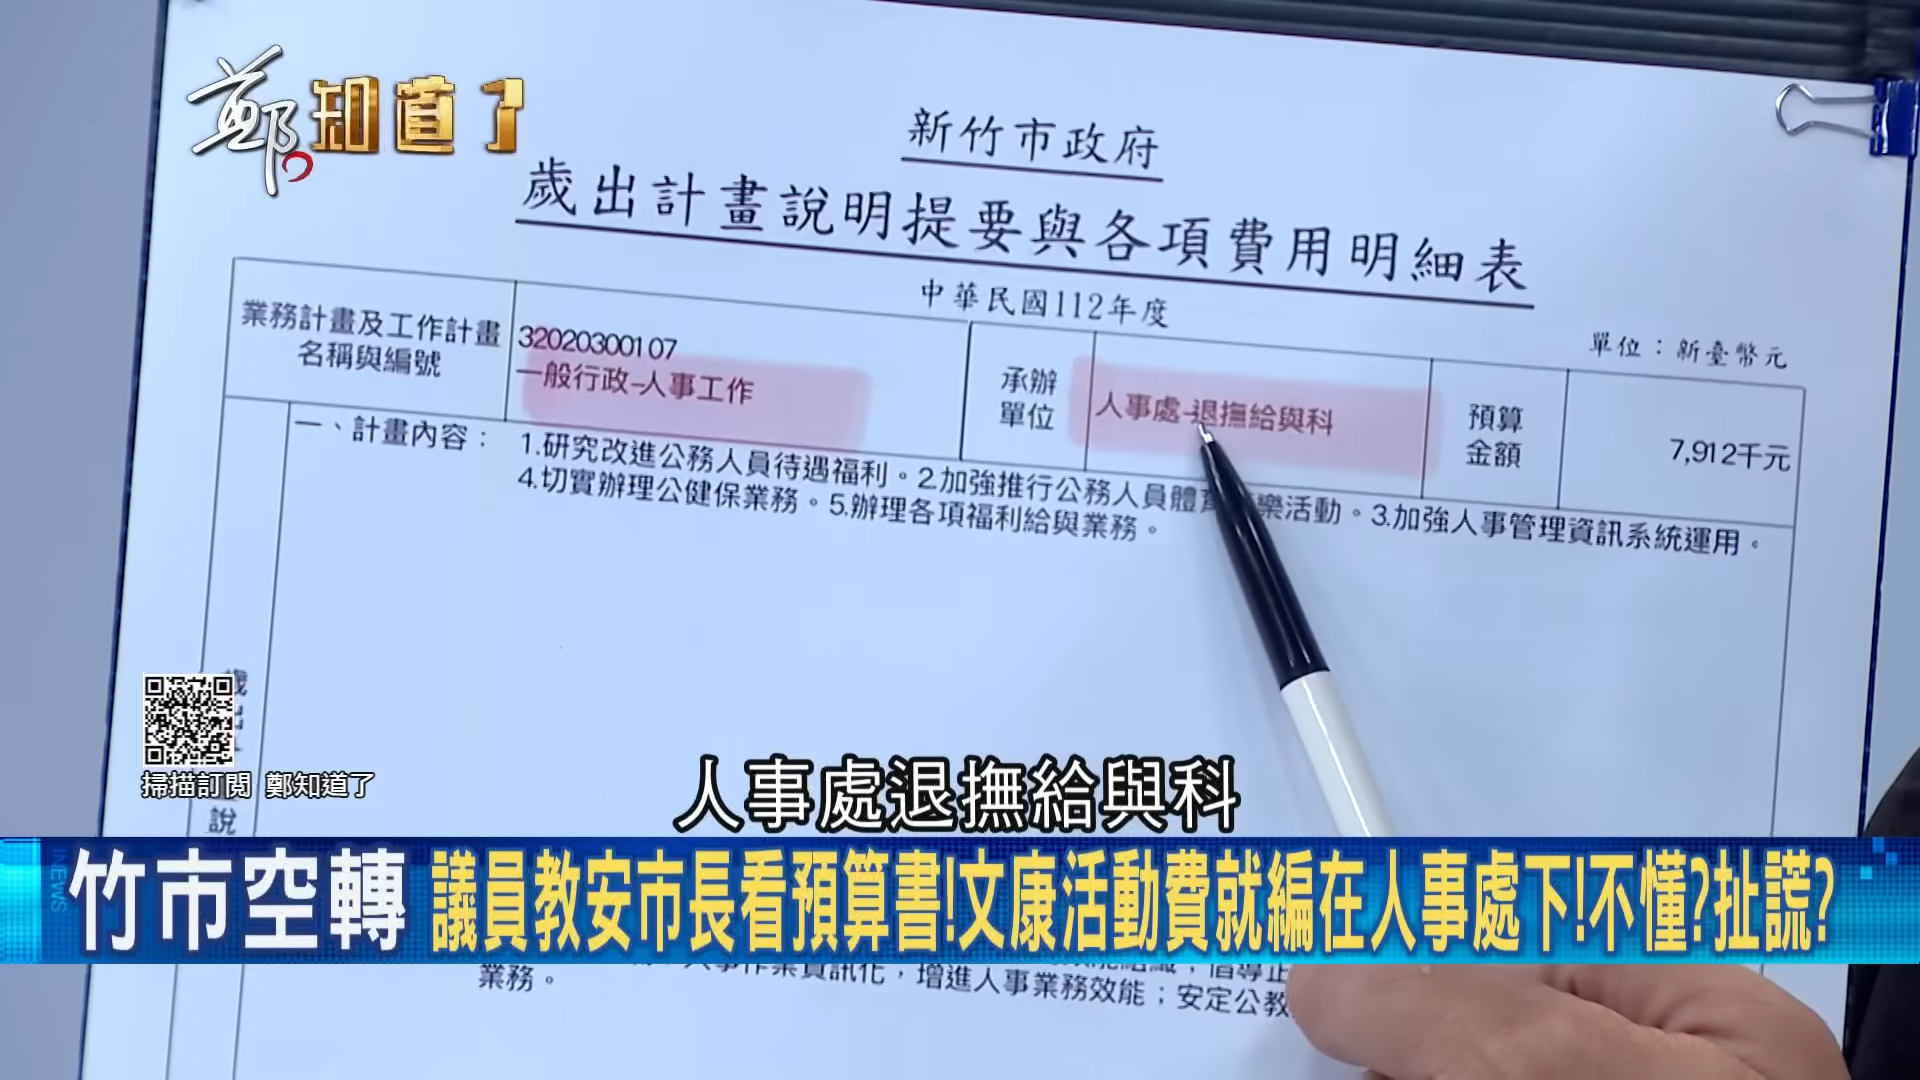 鄭知道了
新竹市政府
歲出計畫說明提要與各項費用明細表
中華民國112年度
單位：新臺幣元
業務計畫及工作計畫
名稱與編號
32020300107
一般行政-人事工作
承辦
單位
人事處-退撫給與科
預算
金額
7,912千元
一、計畫內容：
1.研究改進公務人員待遇福利。2.加強推行公務人員體育樂活動。3.加強人事管理資訊系統運用。
4.切實辦理公健保業務。5.辦理各項福利給與業務。
說
掃描訂閱 鄭知道了
人事處退撫給與科
IN NEWS
竹市空轉
議員教安市長看預算書!文康活動費就編在人事處下!不懂?扯謊?
人事作業資訊化，增進人事業務效能；安定公教
業務。